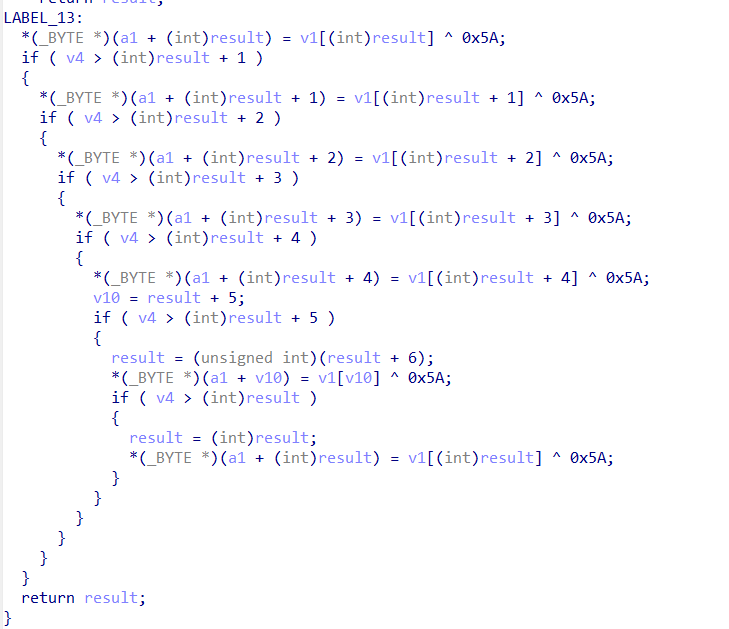 return result;
LABEL_13:
*(_BYTE *)(a1 + (int)result) = v1[(int)result] ^ 0x5A;
if ( v4 > (int)result + 1 )
{
*(_BYTE *)(a1 + (int)result + 1) = v1[(int)result + 1] ^ 0x5A;
if ( v4 > (int)result + 2 )
{
*(_BYTE *)(a1 + (int)result + 2) = v1[(int)result + 2] ^ 0x5A;
if ( v4 > (int)result + 3 )
{
*(_BYTE *)(a1 + (int)result + 3) = v1[(int)result + 3] ^ 0x5A;
if ( v4 > (int)result + 4 )
{
*(_BYTE *)(a1 + (int)result + 4) = v1[(int)result + 4] ^ 0x5A;
v10 = result + 5;
if ( v4 > (int)result + 5 )
{
result = (unsigned int)(result + 6);
*(_BYTE *)(a1 + v10) = v1[v10] ^ 0x5A;
if ( v4 > (int)result )
{
result = (int)result;
*(_BYTE *)(a1 + (int)result) = v1[(int)result] ^ 0x5A;
}
}
}
}
}
}
return result;
}